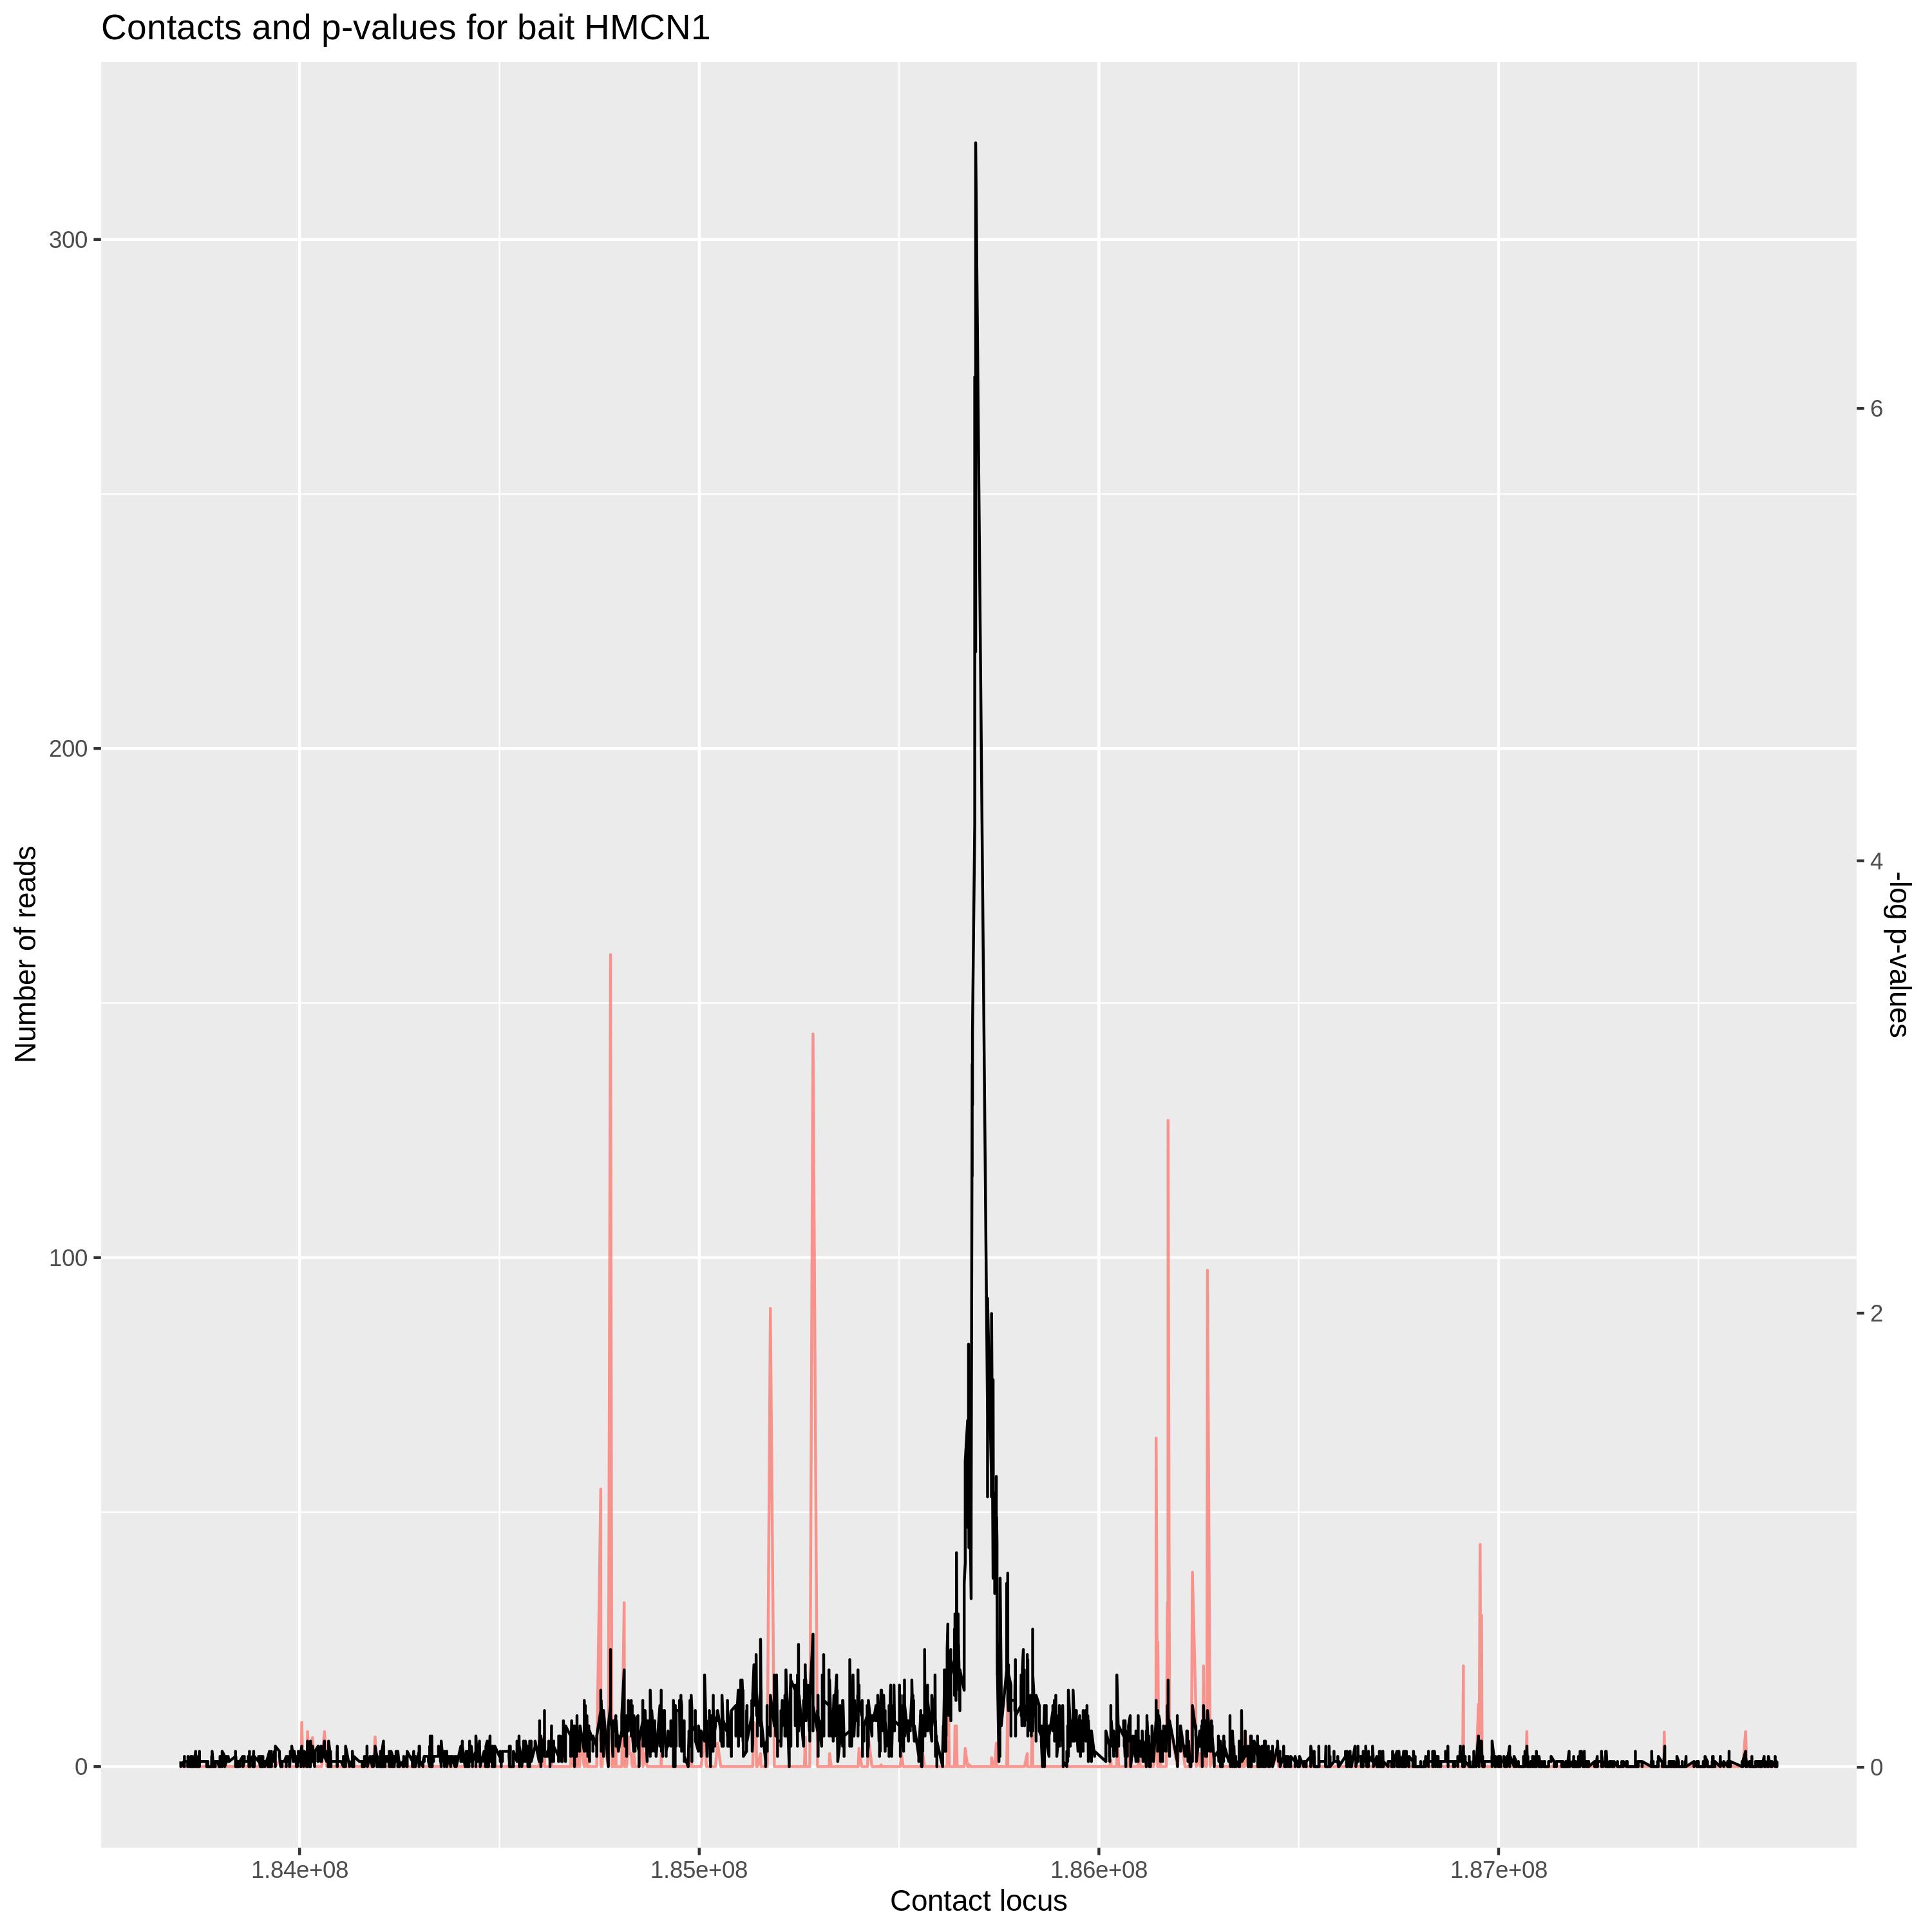 Contacts and p-values for bait HMCN1
300
200
100
0
Number of reads
6
4
2
0
-log p-values
1.84e+08 1.85e+08 1.86e+08 1.87e+08
Contact locus